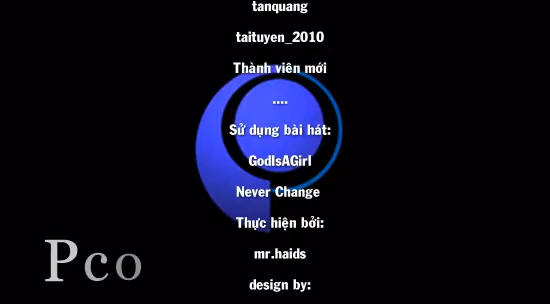 tanquang
taituyen_2010
Thành viên mới
....
Sử dụng bài hát:
GodIsAGirl
Never Change
Thực hiện bởi:
mr.haids
design by:
Pco